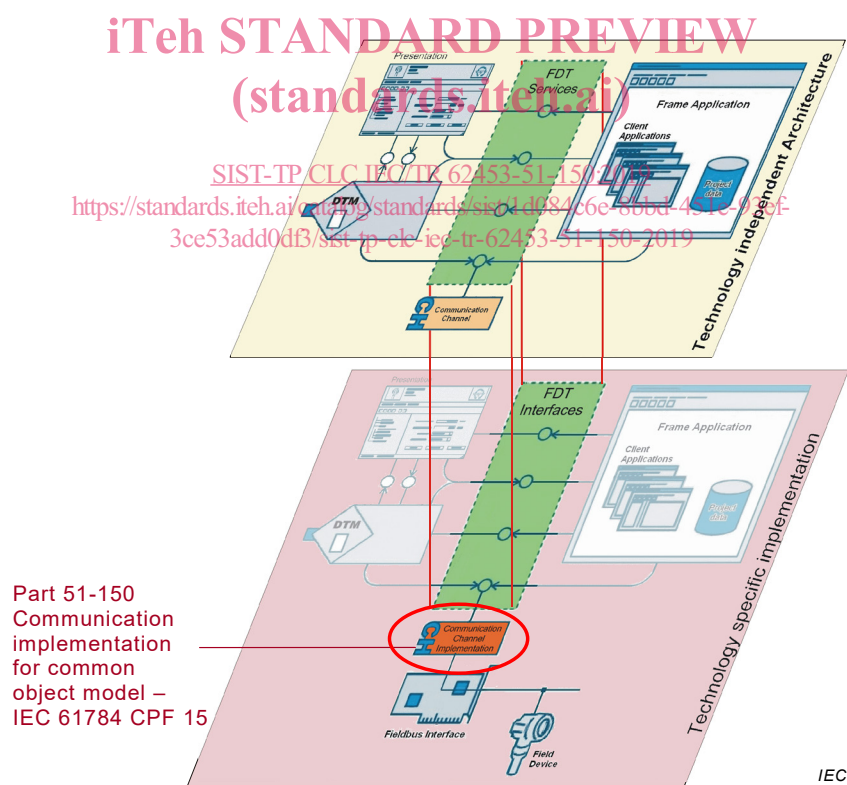 iTeh STANDARD PREVIEW
(standards.iteh.ai)
Presentation
FDT
Services
Frame Application
Client
Applications
Project
data
DTM
SIST-TP CLC IEC/TR 62453-51-150:2019
https://standards.iteh.ai/catalog/standards/sist/
3ce53add0df3/sist-tp-clc-iec-tr-62453-51-150-2019
CH
Communication
Channel
Technology independent Architecture
Presentation
FDT
Interfaces
Frame Application
Client
Applications
Project
data
DTM
CH
Communication
Channel
Implementation
Part 51-150
Communication
implementation
for common
object model –
IEC 61784 CPF 15
Fieldbus Interface
Field
Device
Technology specific implementation
IEC